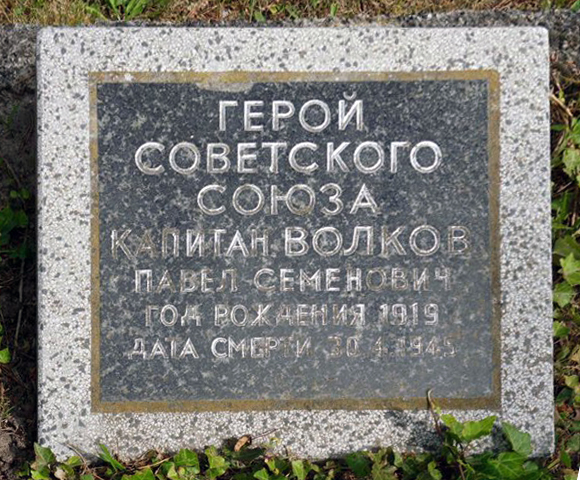 ГЕРОЙ
СОВЕТСКОГО
СОЮЗА
КАПИТАН ВОЛКОВ
ПАВЕЛ СЕМЕНОВИЧ
ГОД РОЖДЕНИЯ 1919
ДАТА СМЕРТИ 30.4.1945